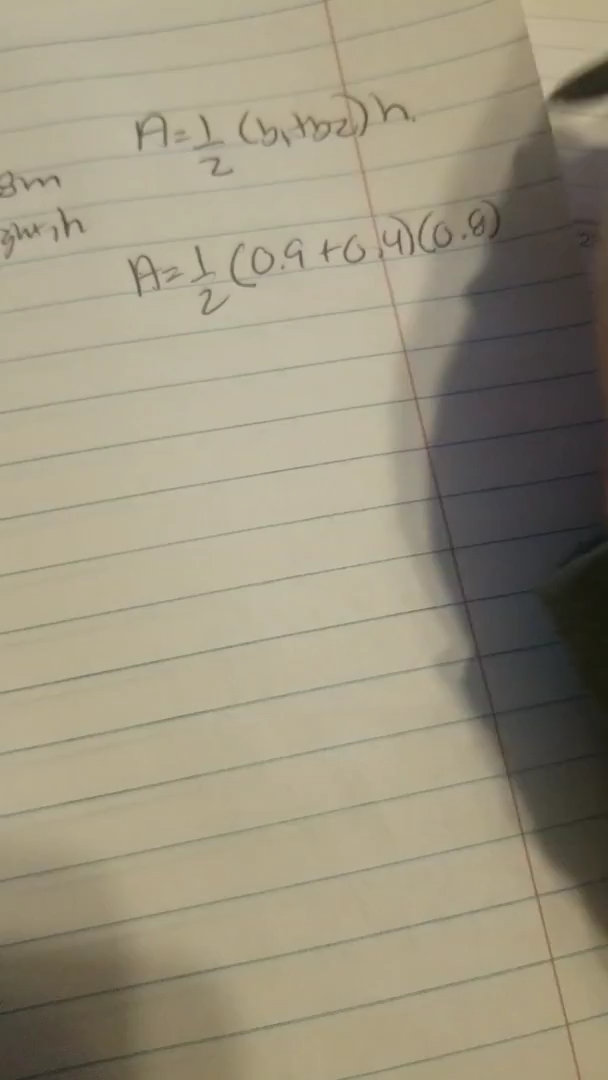 A=1/2 (b1+b2)h.
8m
h
A=1/2 (0.9+0.4)(0.8)